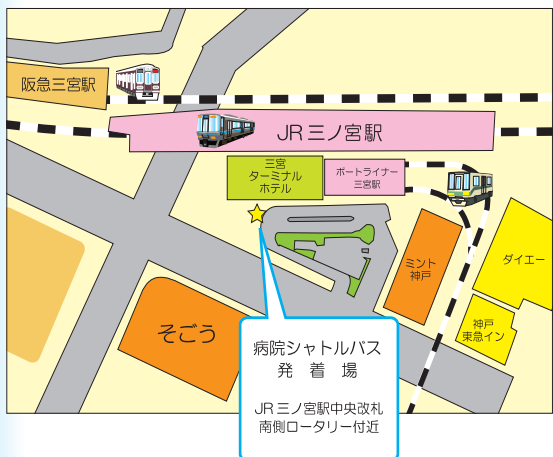 阪急三宮駅
JR三ノ宮駅
三宮
ターミナル
ホテル
ポートライナー
三宮駅
ミント
神戸
ダイエー
神戸
東急イン
そごう
病院シャトルバス
発着場
JR三ノ宮駅中央改札
南側ロータリー付近